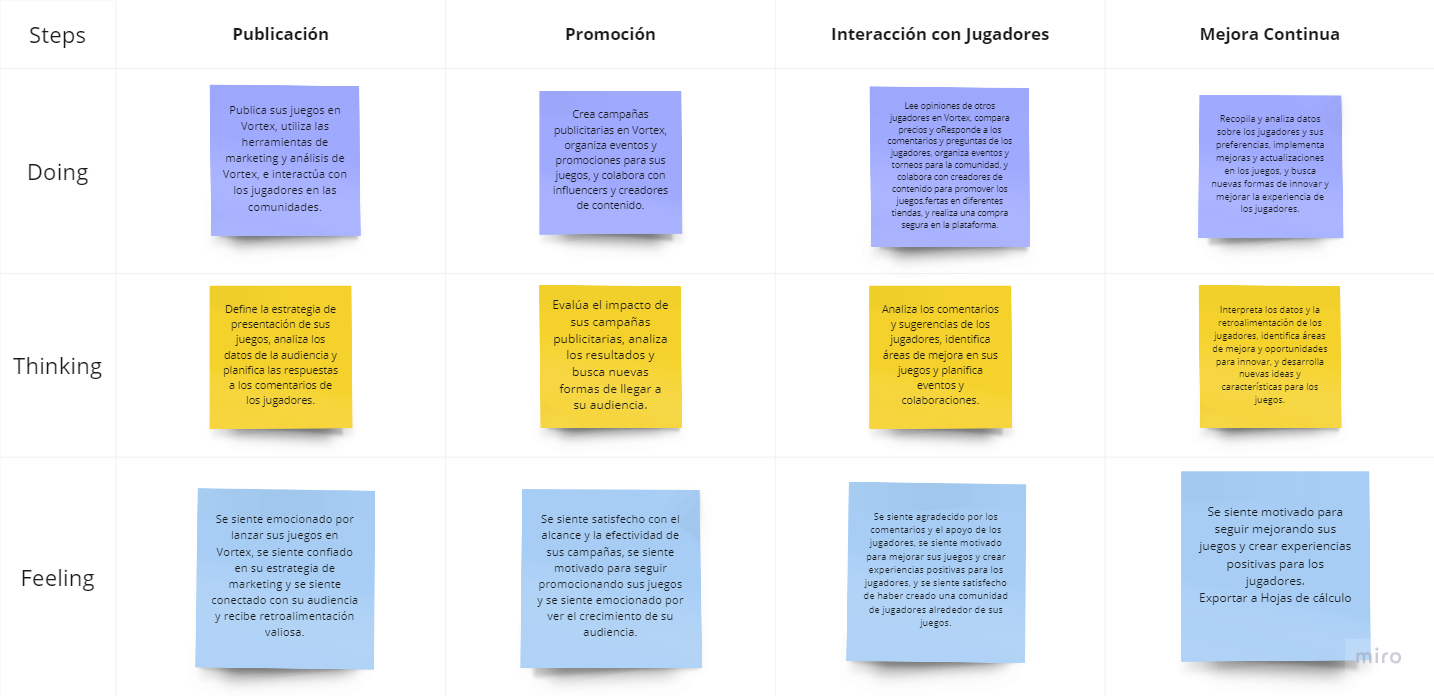 Steps
Publicación
Promoción
Interacción con Jugadores
Mejora Continua
Doing
Publica sus juegos en
Vortex, utiliza las
herramientas de
marketing y análisis de
Vortex, e interactúa con
los jugadores en las
comunidades.
Crea campañas
publicitarias en Vortex,
organiza eventos y
promociones para sus
juegos, y colabora con
influencers y creadores
de contenido.
Lee opiniones de otros
jugadores en Vortex, compara
precios y oResponde a los
comentarios y preguntas de los
jugadores, organiza eventos y
torneos para la comunidad, y
colabora con creadores de
contenido para promover los
juegos.fertas en diferentes
tiendas, y realiza una compra
segura en la plataforma.
Recopila y analiza datos
sobre los jugadores y sus
preferencias, implementa
mejoras y actualizaciones
en los juegos, y busca
nuevas formas de innovar y
mejorar la experiencia de
los jugadores.
Thinking
Define la estrategia de
presentación de sus
juegos, analiza los
datos de la audiencia y
planifica las respuestas
a los comentarios de
los jugadores.
Evalúa el impacto de
sus campañas
publicitarias, analiza
los resultados y
busca nuevas
formas de llegar a
su audiencia.
Analiza los comentarios
y sugerencias de los
jugadores, identifica
áreas de mejora en sus
juegos y planifica
eventos y
colaboraciones.
Interpreta los datos y la
retroalimentación de los
jugadores, identifica áreas
de mejora y oportunidades
para innovar, y desarrolla
nuevas ideas y
características para los
juegos.
Feeling
Se siente emocionado por
lanzar sus juegos en
Vortex, se siente confiado
en su estrategia de
marketing y se siente
conectado con su audiencia
y recibe retroalimentación
valiosa.
Se siente satisfecho con el
alcance y la efectividad de
sus campañas, se siente
motivado para seguir
promocionando sus juegos
y se siente emocionado por
ver el crecimiento de su
audiencia.
Se siente agradecido por los
comentarios y el apoyo de los
jugadores, se siente motivado
para mejorar sus juegos y crear
experiencias positivas para los
jugadores, y se siente satisfecho
de haber creado una comunidad
de jugadores alrededor de sus
juegos.
Se siente motivado para
seguir mejorando sus
juegos y crear experiencias
positivas para los
jugadores.
Exportar a Hojas de cálculo
miro